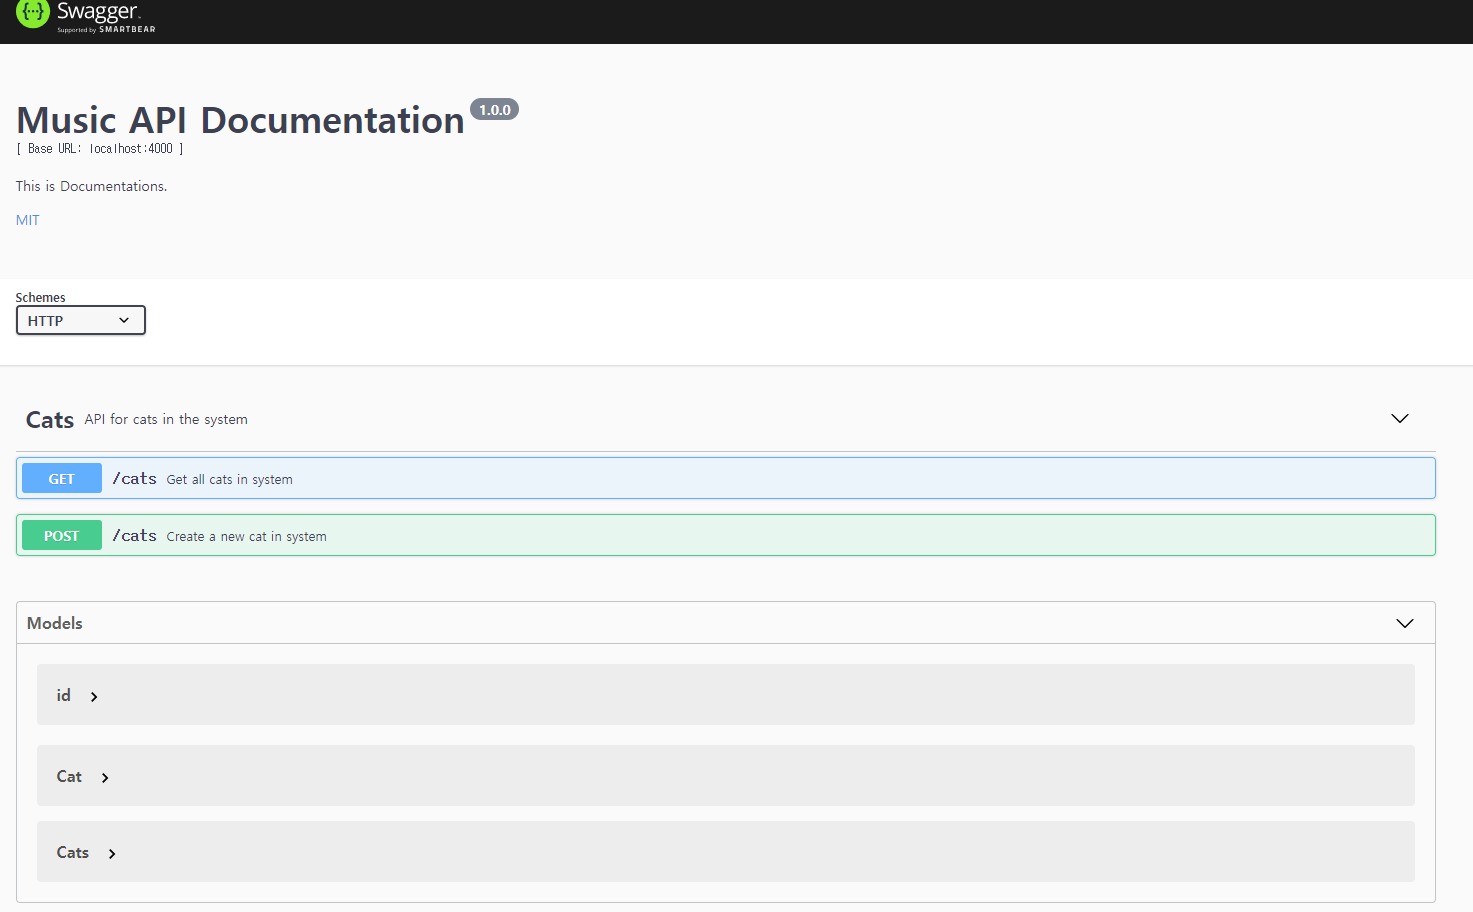 Swagger.
Supported by SMARTBEAR
Music API Documentation 1.0.0
[ Base URL: localhost:4000 ]
This is Documentations.
MIT
Schemes
HTTP
Cats API for cats in the system
GET /cats Get all cats in system
POST /cats Create a new cat in system
Models
id
Cat
Cats